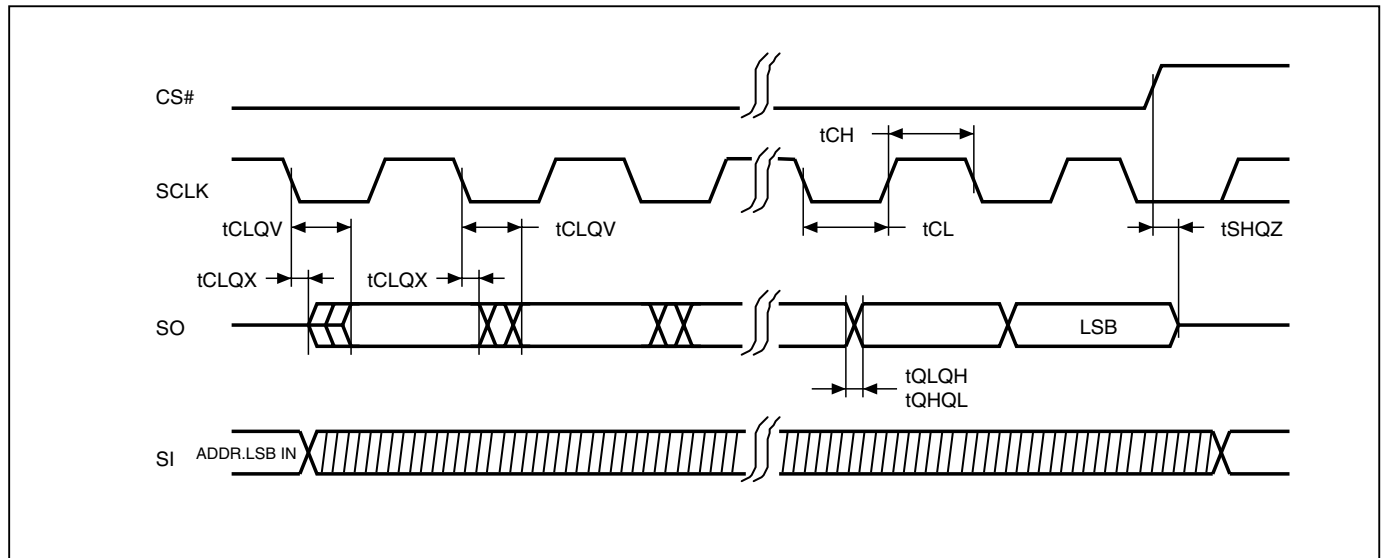 CS#
tCH
SCLK
tCLQV
tCLQV
tCL
tSHQZ
tCLQX
tCLQX
SO
LSB
tQLQH
tQHQL
SI
ADDR.LSB IN